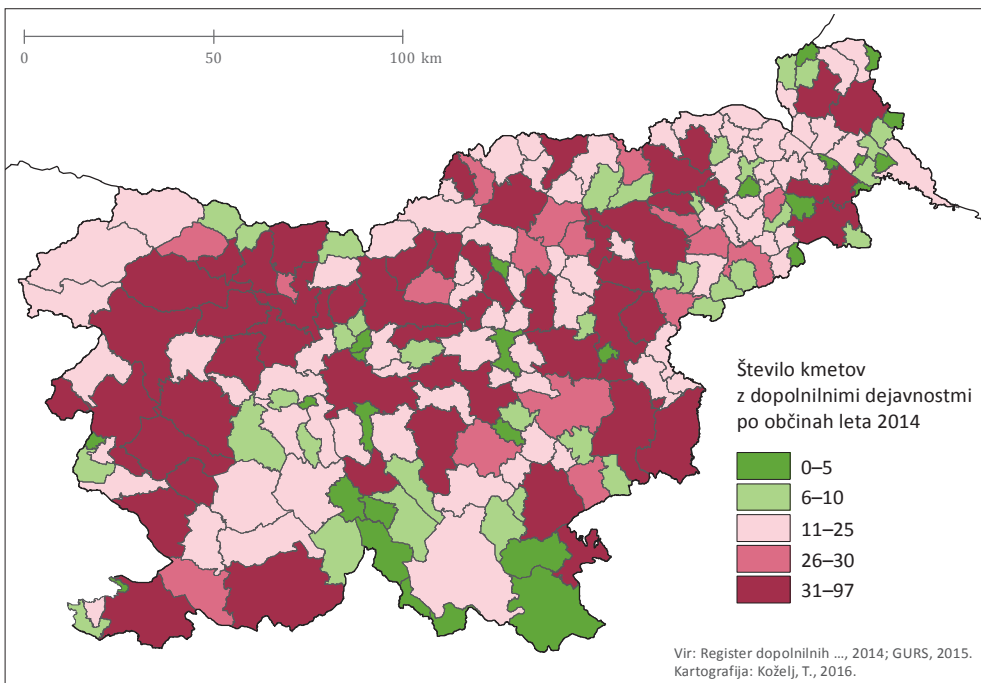 0 50 100 km
Število kmetov
z dopolnilnimi dejavnostmi
po občinah leta 2014
0–5
6–10
11–25
26–30
31–97
Vir: Register dopolnilnih ..., 2014; GURS, 2015.
Kartografija: Koželj, T., 2016.